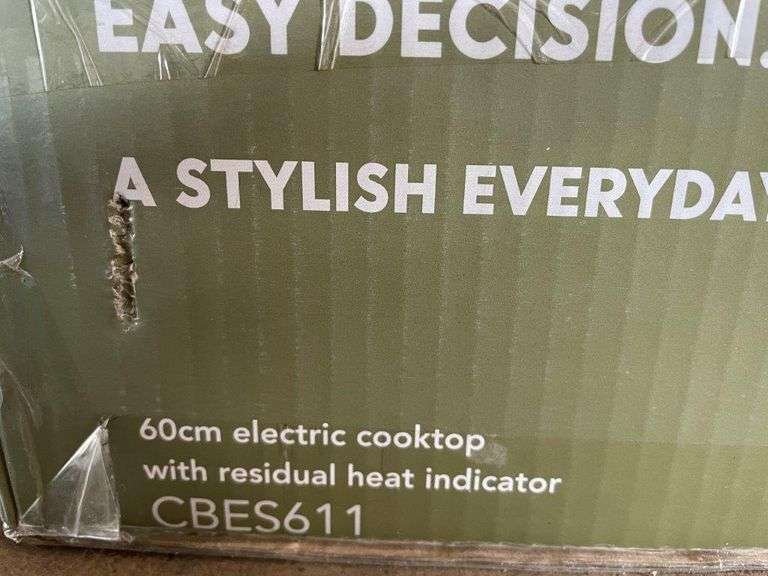 EASY DECISION.
A STYLISH EVERYDAY
60cm electric cooktop
with residual heat indicator
CBES611